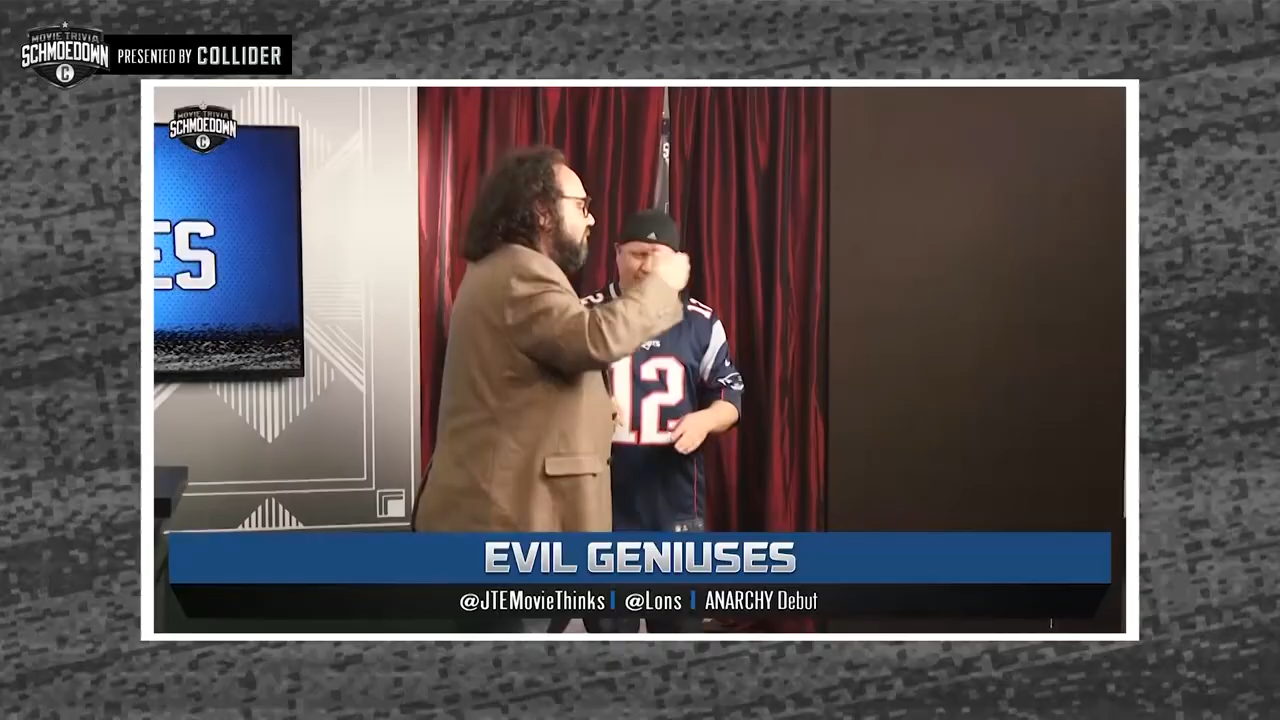 MOVIE TRIVIA
SCHMOEDOWN
C
PRESENTED BY COLLIDER
MOVIE TRIVIA
SCHMOEDOWN
C
ES
12
12
EVIL GENIUSES
@JTEMovieThinks | @Lons | ANARCHY Debut